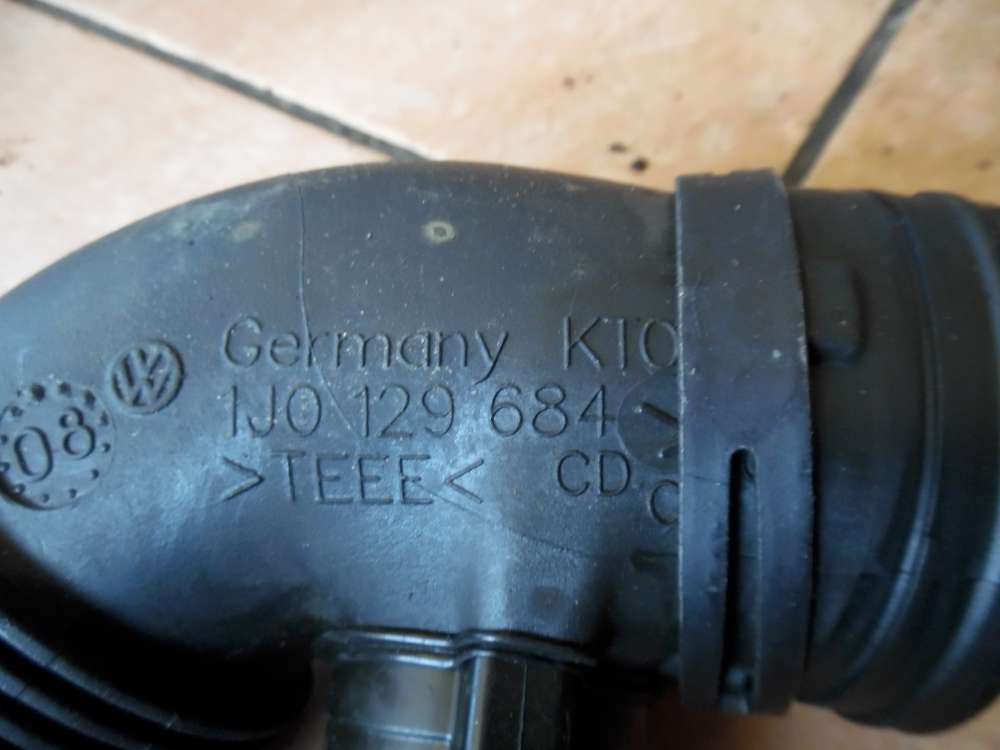 Germany KTO
1J0 129 684
>TEEE< CD
08